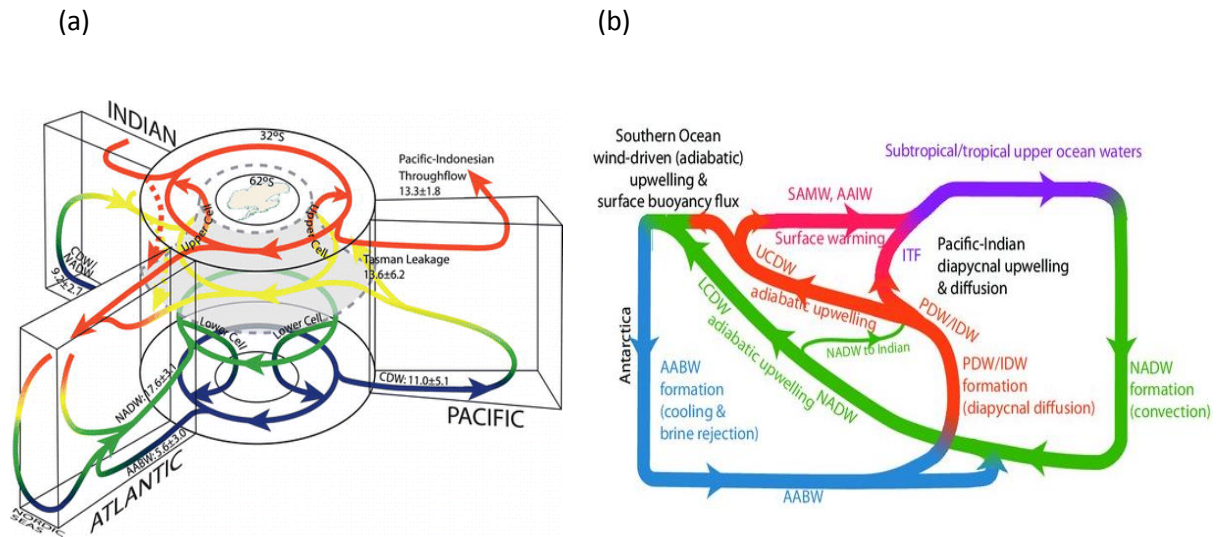 (a)
(b)
INDIAN
32°S
62°S
Upper Cell
Upper Cell
Pacific-Indonesian
Throughflow
13.3±1.8
Tasman Leakage
13.6±6.2
CDW/
NADW
9.2±2.7
Lower Cell
Lower Cell
NADW: 17.6±3.1
CDW: 11.0±5.1
PACIFIC
AABW: 5.6±3.0
ATLANTIC
NORDIC
SEAS
Southern Ocean
wind-driven (adiabatic)
upwelling &
surface buoyancy flux
Subtropical/tropical upper ocean waters
SAMW, AAIW
Surface warming
ITF
Pacific-Indian
diapycnal upwelling
& diffusion
UCDW
adiabatic upwelling
PDW/IDW
LCDW
adiabatic upwelling
NADW
NADW to Indian
Antarctica
AABW
formation
(cooling &
brine rejection)
PDW/IDW
formation
(diapycnal diffusion)
NADW
formation
(convection)
AABW